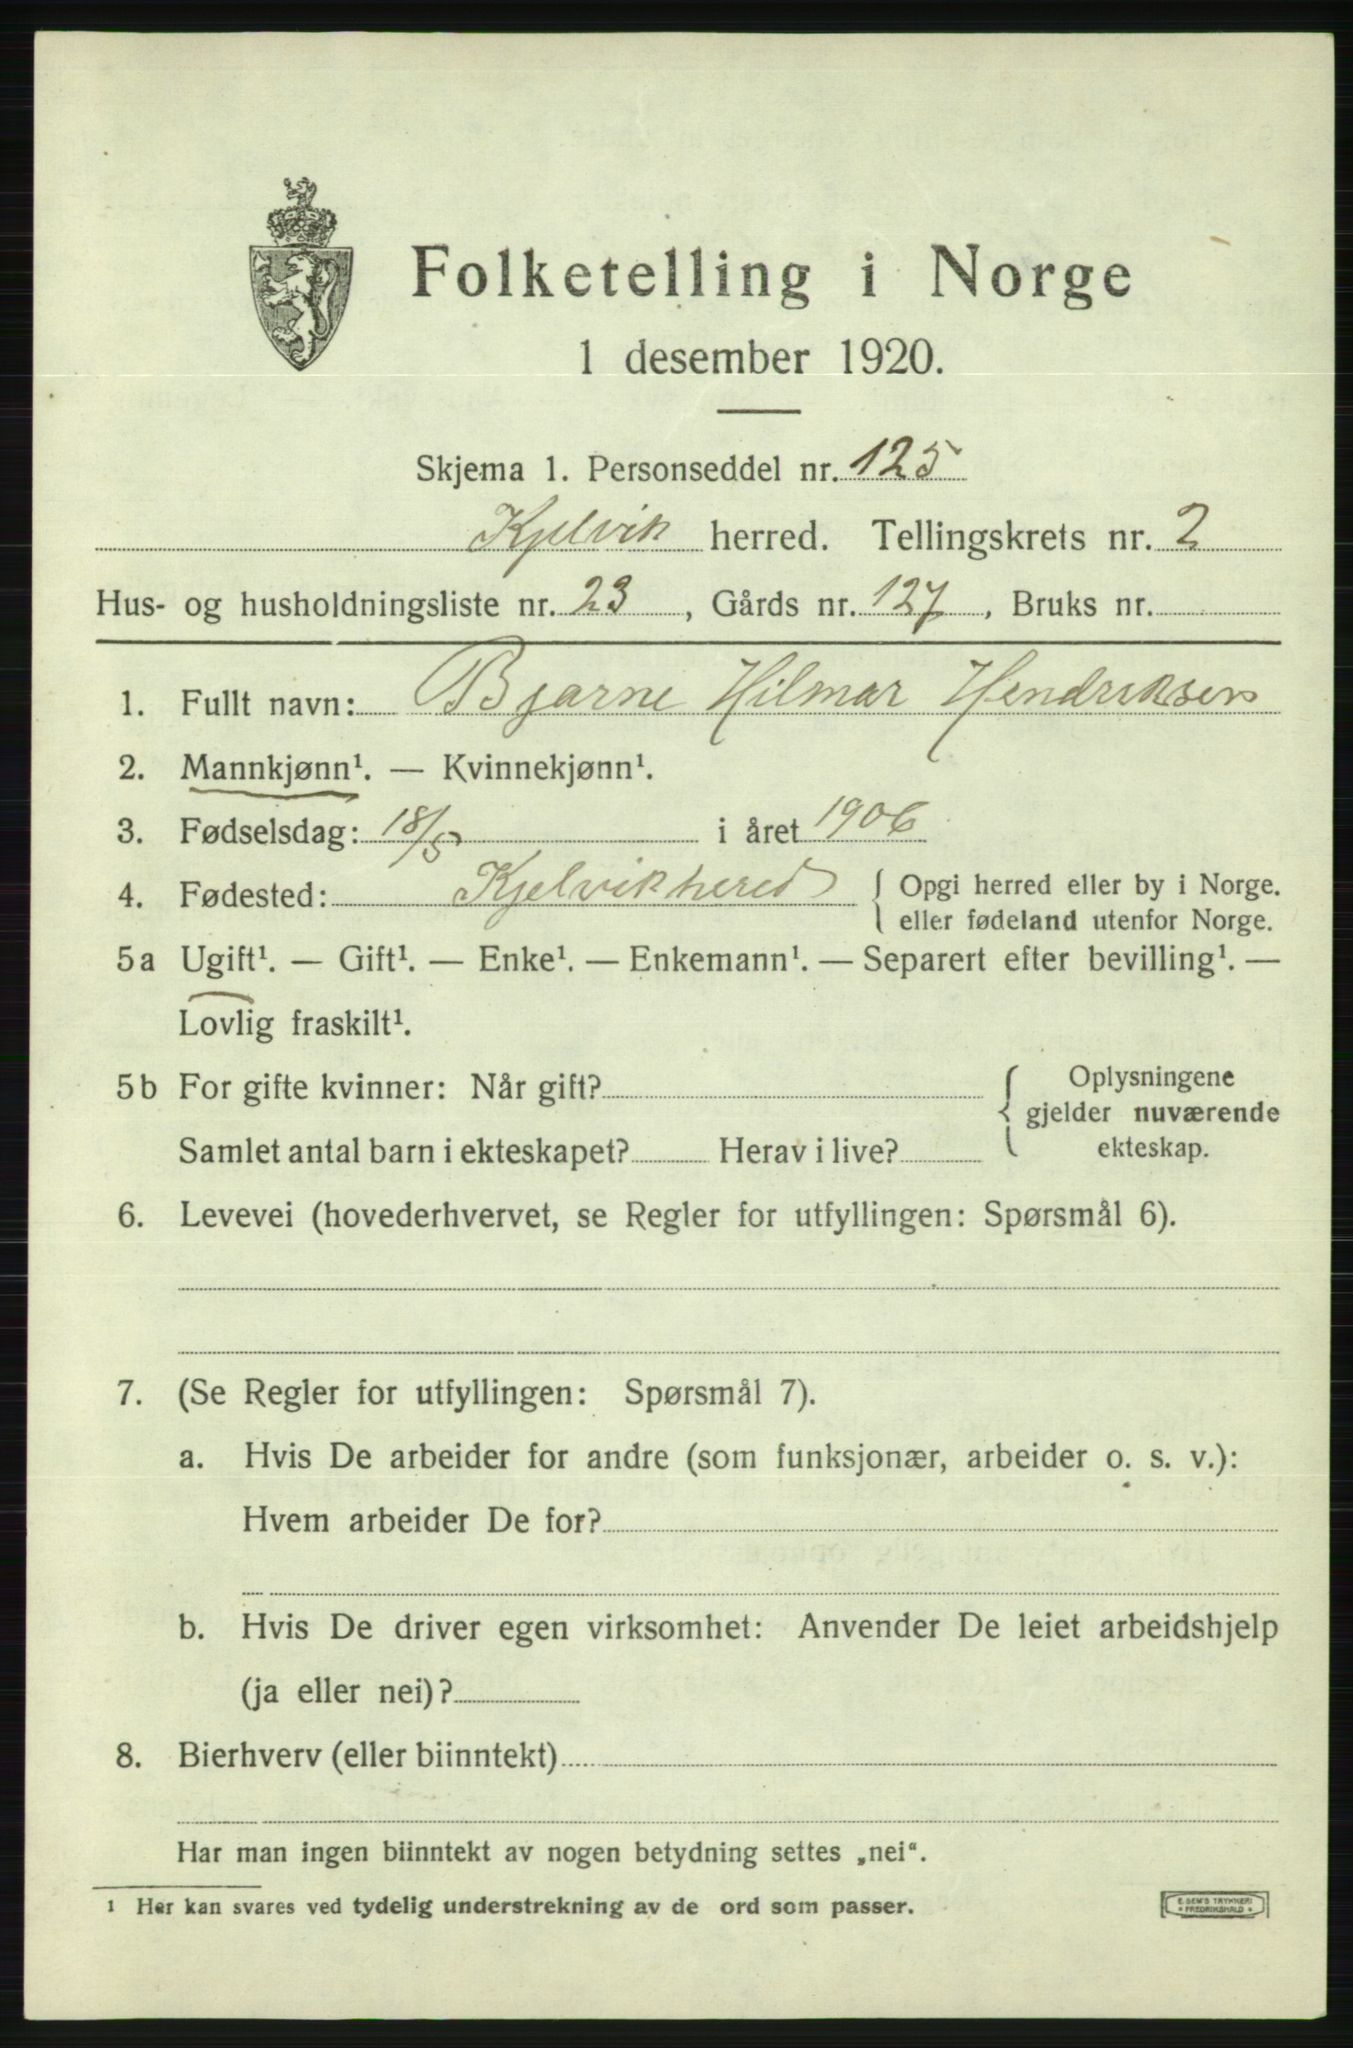 Folketelling i Norge
1 desember 1920.
Skjema 1. Personseddel nr. 125
Kjelvik herred. Tellingskrets nr. 2
Hus- og husholdningsliste nr. 23, Gårds nr. 127, Bruks nr.
1. Fullt navn: Bjarne Hilmar Hendriksen
2. Mannkjønn¹. — Kvinnekjønn¹.
3. Fødselsdag: 18/5 i året 1906
4. Fødested: Kjelvikhered { Opgi herred eller by i Norge.
eller fødeland utenfor Norge.
5a Ugift¹. — Gift¹. — Enke¹. — Enkemann¹. — Separert efter bevilling¹. —
Lovlig fraskilt¹.
5b For gifte kvinner: Når gift? { Oplysningene
gjelder nuværende
Samlet antal barn i ekteskapet? Herav i live? ekteskap.
6. Levevei (hovederhvervet, se Regler for utfyllingen: Spørsmål 6).
7. (Se Regler for utfyllingen: Spørsmål 7).
a. Hvis De arbeider for andre (som funksjonær, arbeider o. s. v.):
Hvem arbeider De for?
b. Hvis De driver egen virksomhet: Anvender De leiet arbeidshjelp
(ja eller nei)?
8. Bierhverv (eller biinntekt)
Har man ingen biinntekt av nogen betydning settes „nei“.
1 Her kan svares ved tydelig understrekning av de ord som passer.
E. SEM'S TRYKKERI
FREDRIKSHALD